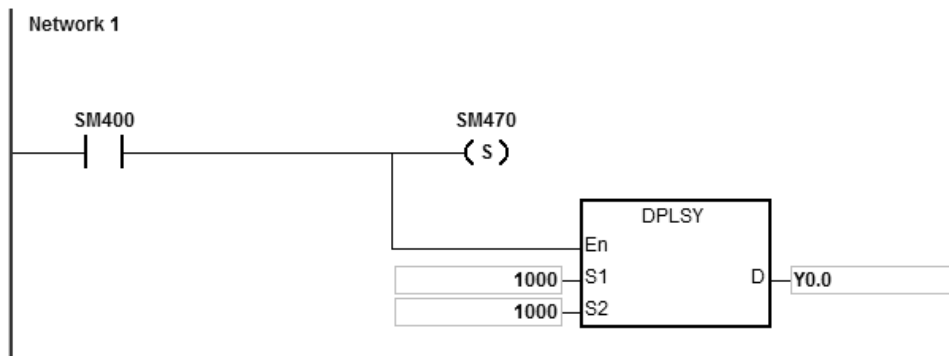 Network 1
SM400
SM470
( S )
DPLSY
En
1000 S1 D Y0.0
1000 S2